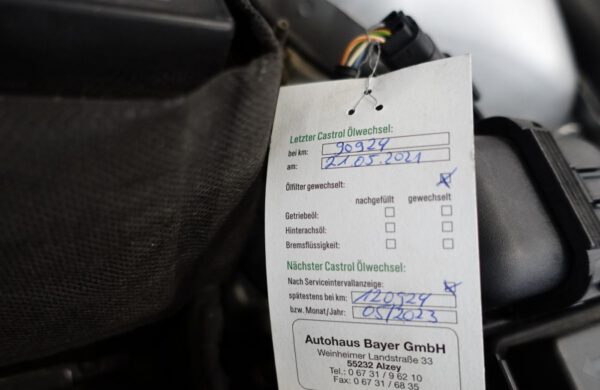 Letzter Castrol Ölwechsel:
bei km: 90924
am: 21.05.2021
Ölfilter gewechselt:
nachgefüllt gewechselt
Getriebeöl:
Hinterachsöl:
Bremsflüssigkeit:
Nächster Castrol Ölwechsel:
Nach Serviceintervallanzeige:
spätestens bei km: 120924
bzw. Monat/Jahr: 05/2023
Autohaus Bayer GmbH
Weinheimer Landstraße 33
55232 Alzey
Tel.: 0 67 31 / 9 62 10
Fax: 0 67 31 / 68 35